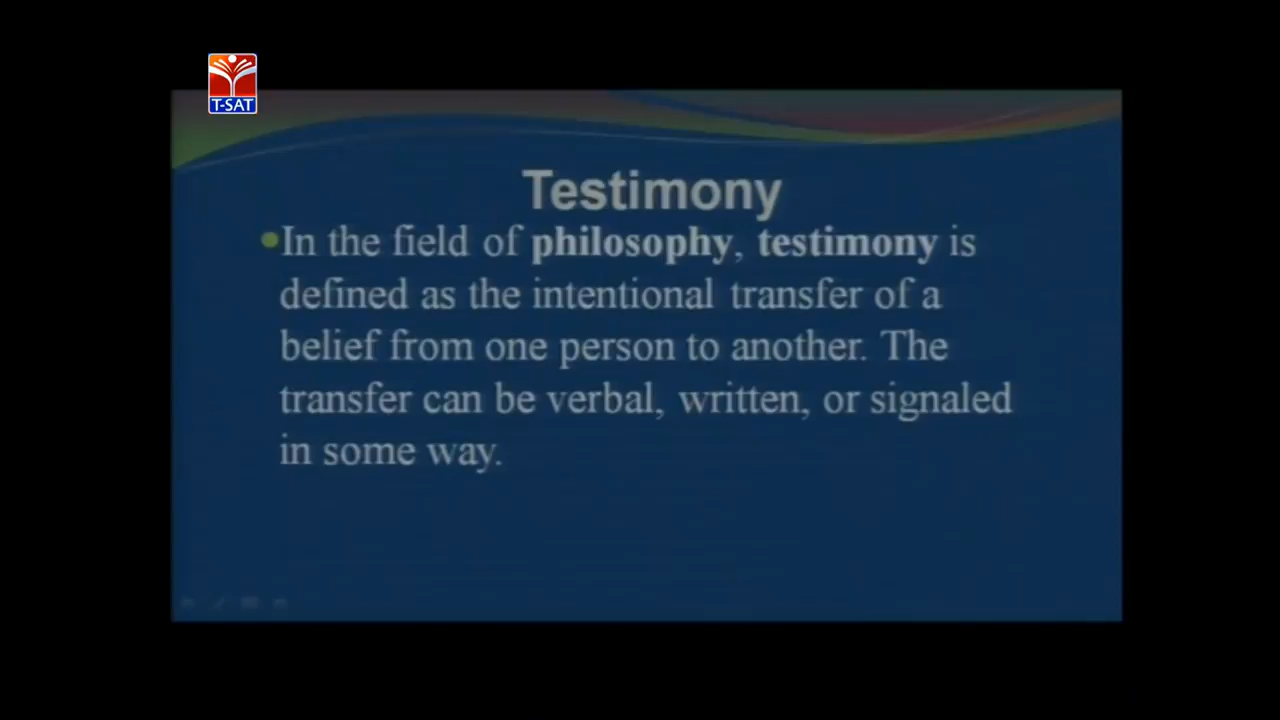 T-SAT
Testimony
In the field of philosophy, testimony is
defined as the intentional transfer of a
belief from one person to another. The
transfer can be verbal, written, or signaled
in some way.